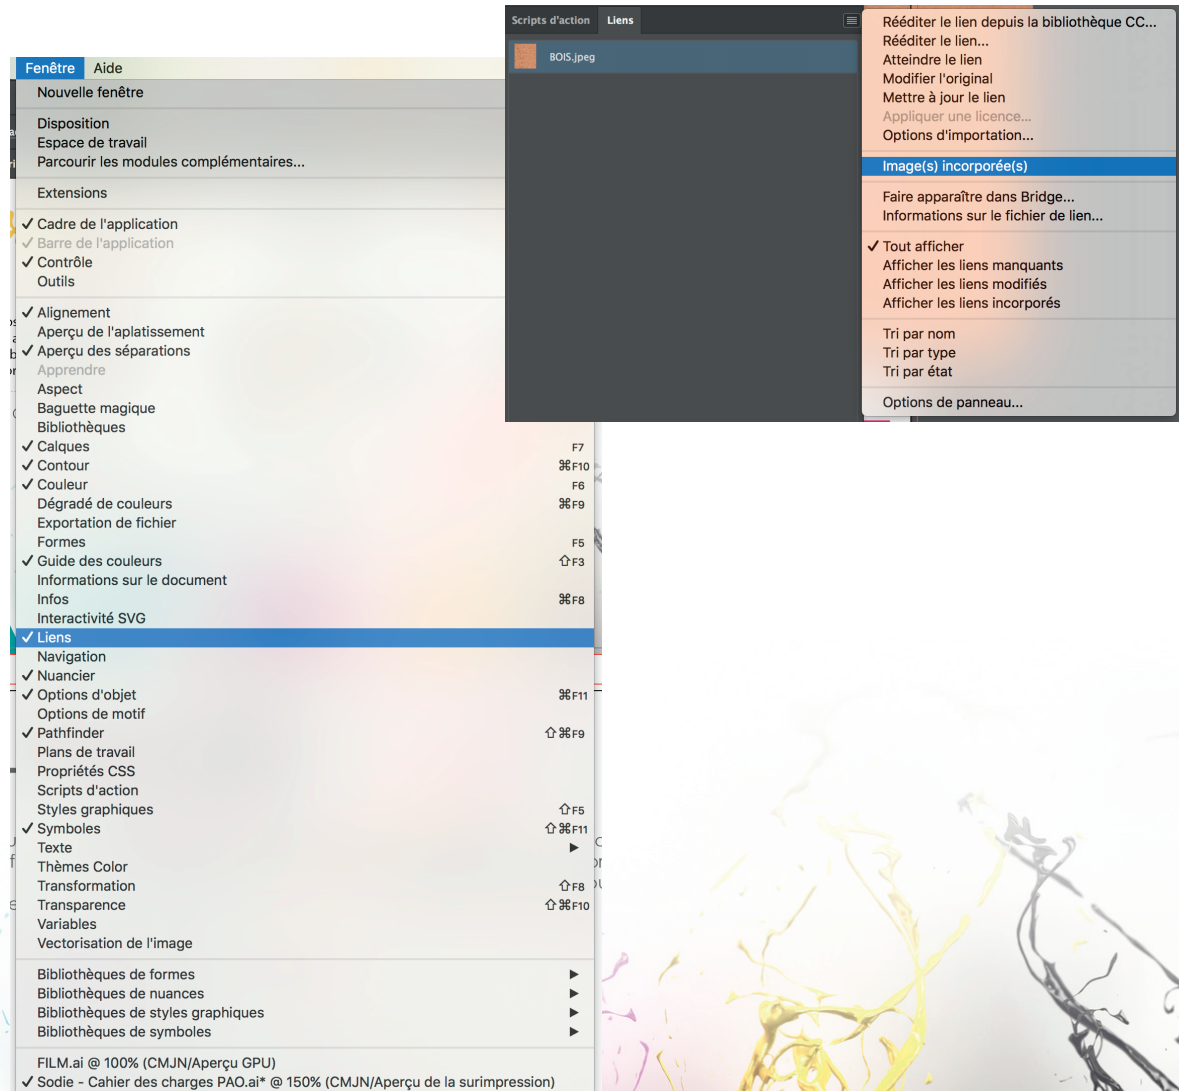 Scripts d'action Liens
BOIS.jpeg
Rééditer le lien depuis la bibliothèque CC...
Rééditer le lien...
Atteindre le lien
Modifier l'original
Mettre à jour le lien
Appliquer une licence...
Options d'importation...
Image(s) incorporée(s)
Faire apparaître dans Bridge...
Informations sur le fichier de lien...
✓ Tout afficher
Afficher les liens manquants
Afficher les liens modifiés
Afficher les liens incorporés
Tri par nom
Tri par type
Tri par état
Options de panneau...
Fenêtre Aide
Nouvelle fenêtre
Disposition
Espace de travail
Parcourir les modules complémentaires...
Extensions
✓ Cadre de l'application
✓ Barre de l'application
✓ Contrôle
Outils
✓ Alignement
Aperçu de l'aplatissement
✓ Aperçu des séparations
Apprendre
Aspect
Baguette magique
Bibliothèques
✓ Calques F7
✓ Contour ⌘F10
✓ Couleur F6
Dégradé de couleurs ⌘F9
Exportation de fichier
Formes F5
✓ Guide des couleurs ⇧F3
Informations sur le document
Infos ⌘F8
Interactivité SVG
✓ Liens
Navigation
✓ Nuancier
✓ Options d'objet ⌘F11
Options de motif
✓ Pathfinder ⇧⌘F9
Plans de travail
Propriétés CSS
Scripts d'action
Styles graphiques ⇧F5
✓ Symboles ⇧⌘F11
Texte ▶
Thèmes Color
Transformation ⇧F8
Transparence ⇧⌘F10
Variables
Vectorisation de l'image
Bibliothèques de formes ▶
Bibliothèques de nuances ▶
Bibliothèques de styles graphiques ▶
Bibliothèques de symboles ▶
FILM.ai @ 100% (CMJN/Aperçu GPU)
✓ Sodie - Cahier des charges PAO.ai* @ 150% (CMJN/Aperçu de la surimpression)